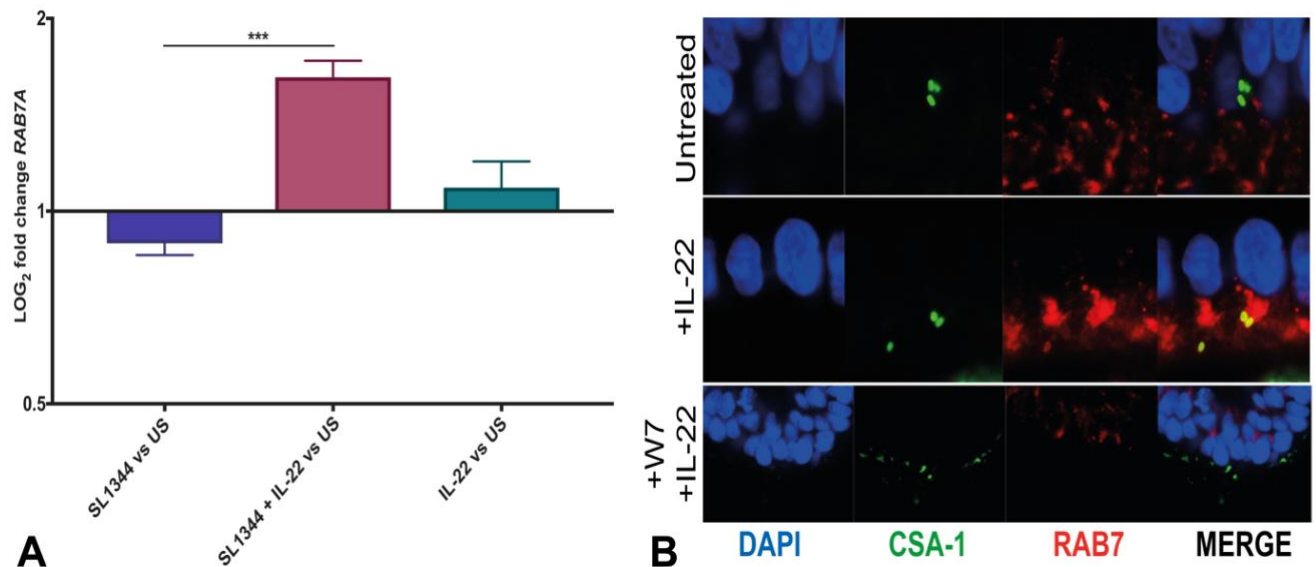 2
***
1
0.5
LOG₂ fold change RAB7A
SL1344 vs US
SL1344 + IL-22 vs US
IL-22 vs US
A
Untreated
+IL-22
+W7
+IL-22
DAPI
CSA-1
RAB7
MERGE
B